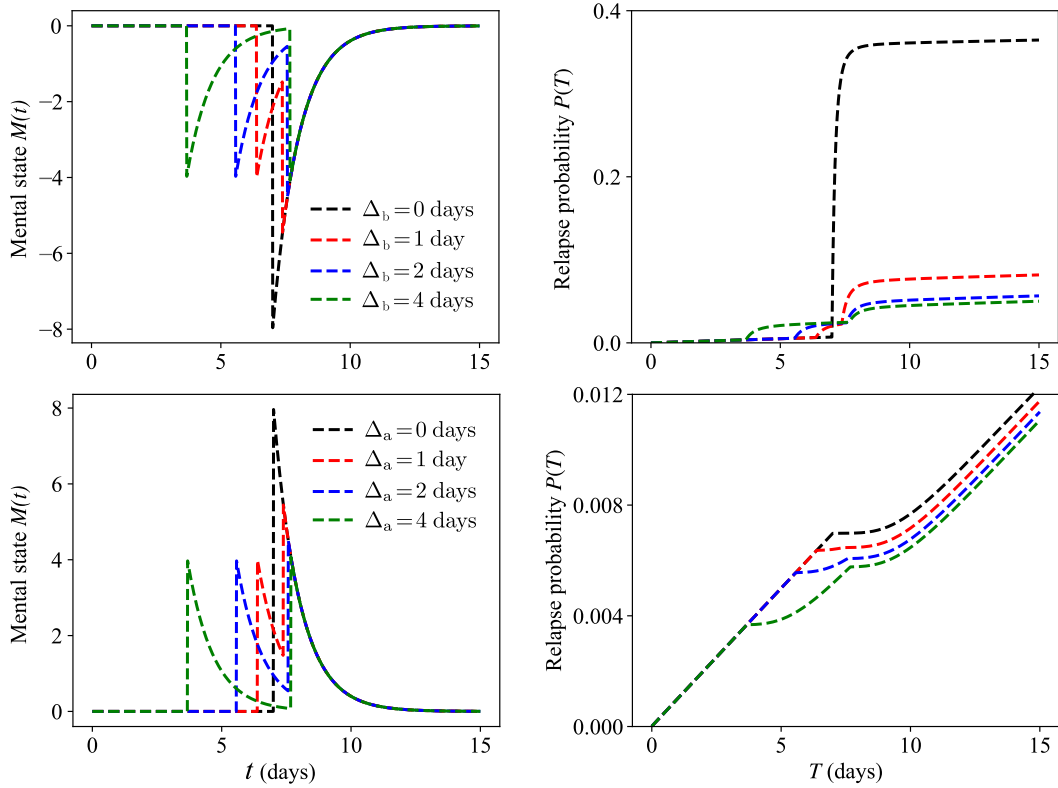 Mental state M(t)
0
−2
−4
−6
−8
Δb=0 days
Δb=1 day
Δb=2 days
Δb=4 days
0 5 10 15
Relapse probability P(T)
0.4
0.2
0.0
0 5 10 15
Mental state M(t)
8
6
4
2
0
Δa=0 days
Δa=1 day
Δa=2 days
Δa=4 days
0 5 10 15
t (days)
Relapse probability P(T)
0.012
0.008
0.004
0.000
0 5 10 15
T (days)